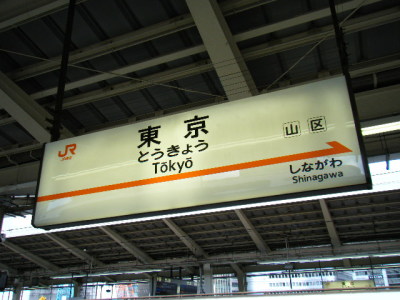 JR
東京
とうきょう
Tōkyō
山区
しながわ
Shinagawa